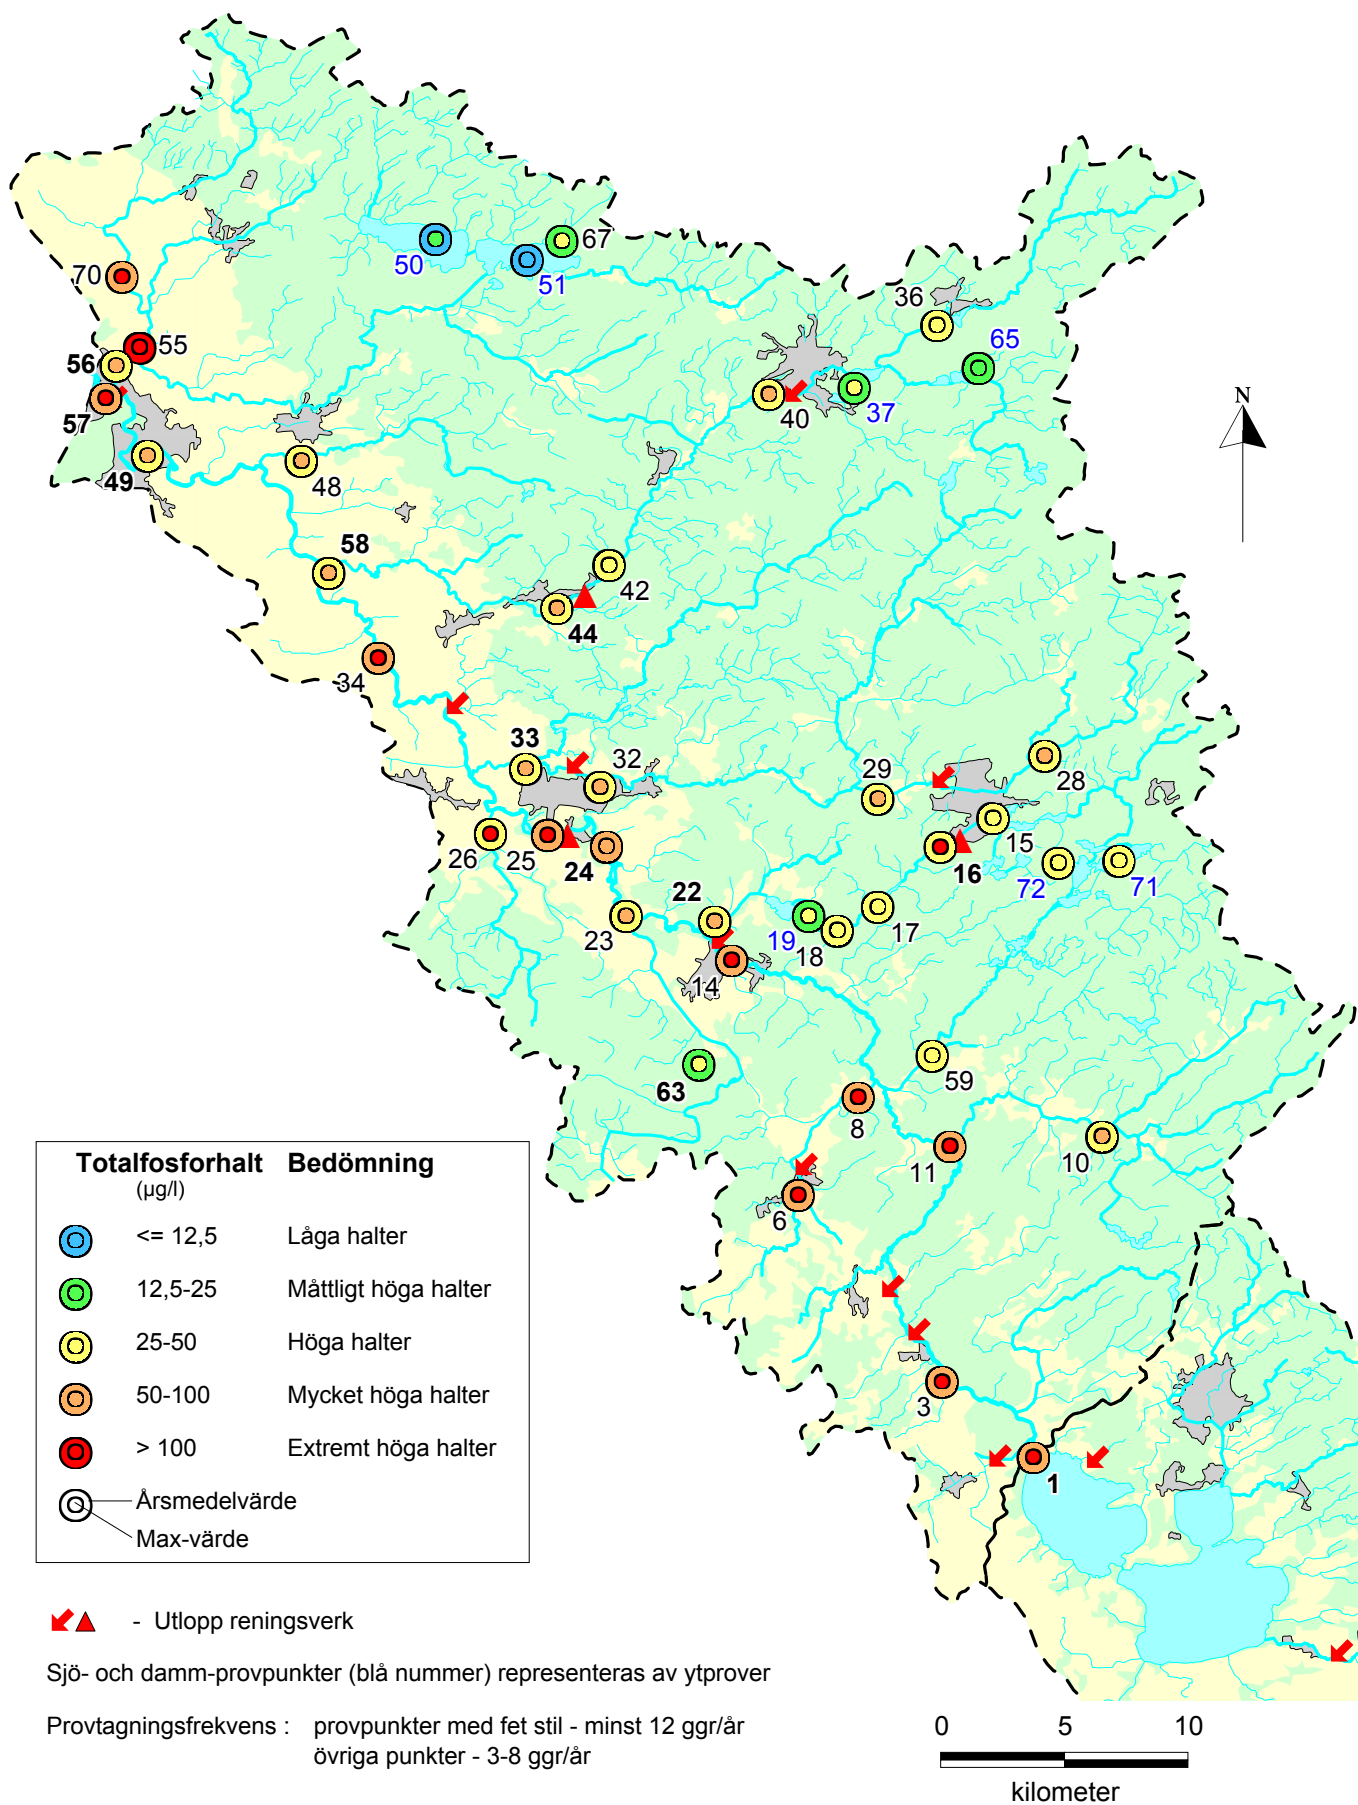 67
50
51
70
36
65
55
56
40
37
57
49
48
N
58
42
44
34
33
32
29
28
15
26
25
24
16
72
71
22
17
23
19
18
14
63
59
8
11
10
6
3
1
Totalfosforhalt Bedömning
(µg/l)
<= 12,5 Låga halter
12,5-25 Måttligt höga halter
25-50 Höga halter
50-100 Mycket höga halter
> 100 Extremt höga halter
Årsmedelvärde
Max-värde
- Utlopp reningsverk
Sjö- och damm-provpunkter (blå nummer) representeras av ytprover
Provtagningsfrekvens : provpunkter med fet stil - minst 12 ggr/år
övriga punkter - 3-8 ggr/år
0 5 10
kilometer